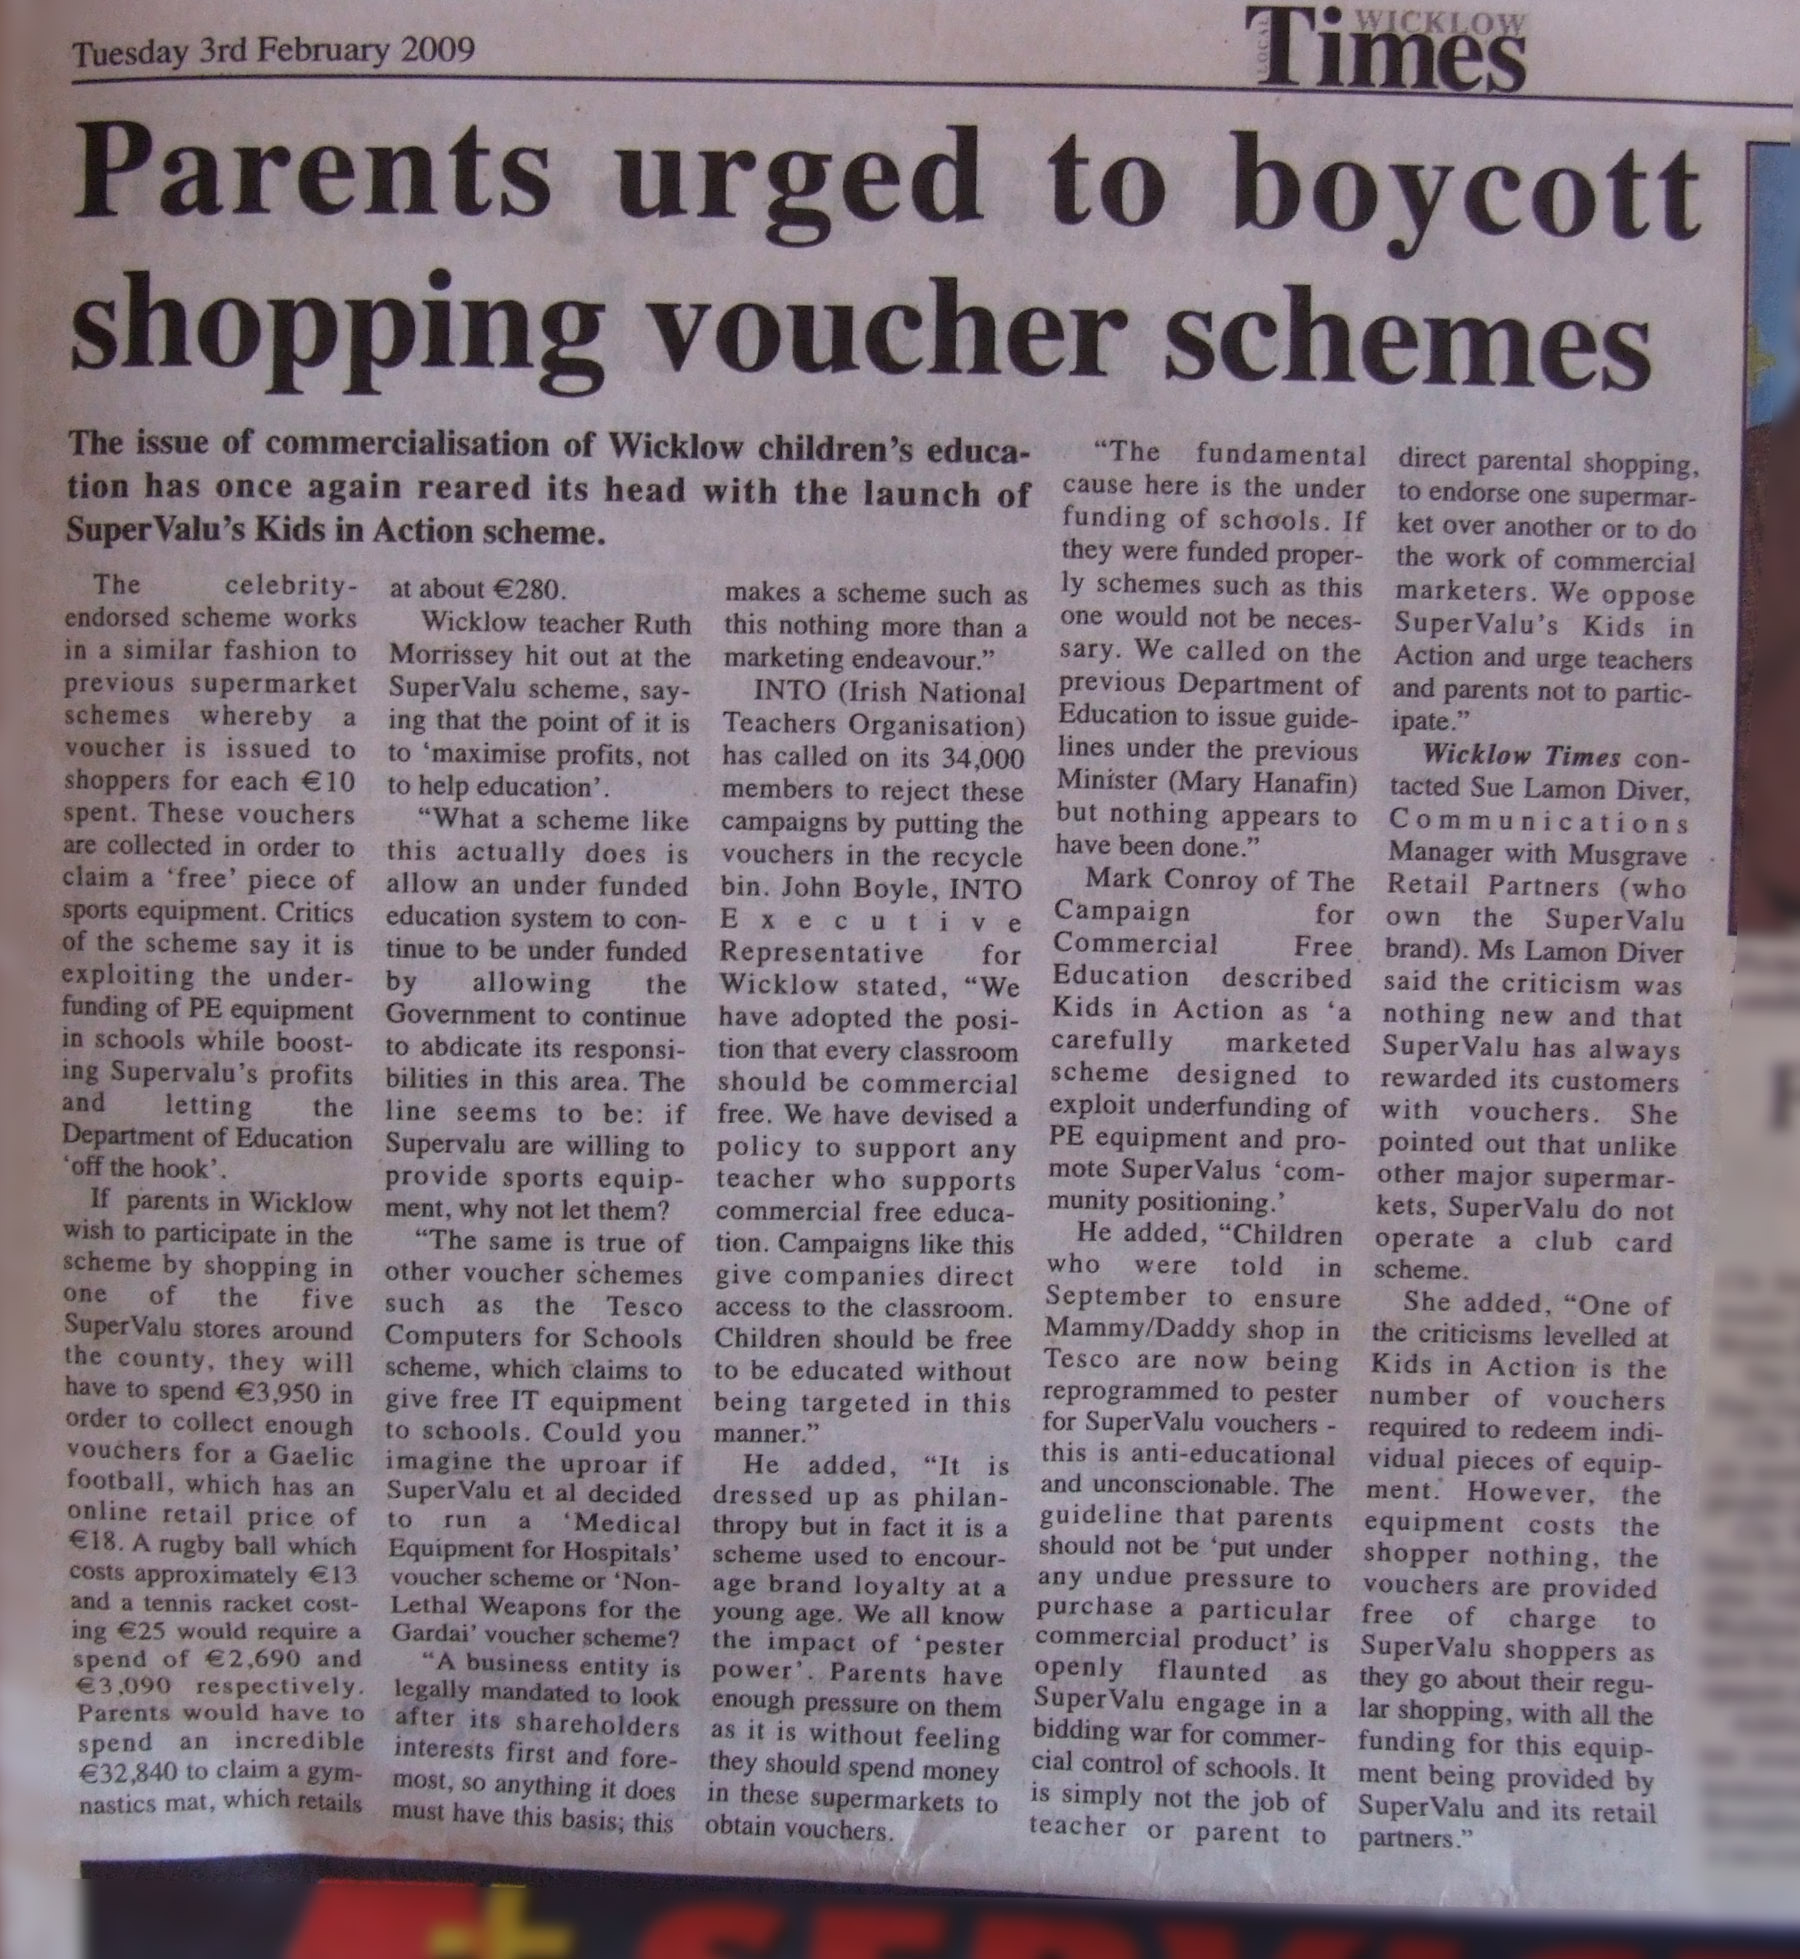 Tuesday 3rd February 2009
LOCAL
WICKLOW
Times
Parents urged to boycott
shopping voucher schemes
The issue of commercialisation of Wicklow children's educa-
tion has once again reared its head with the launch of
SuperValu's Kids in Action scheme.
The celebrity-
endorsed scheme works
in a similar fashion to
previous supermarket
schemes whereby a
voucher is issued to
shoppers for each €10
spent. These vouchers
are collected in order to
claim a 'free' piece of
sports equipment. Critics
of the scheme say it is
exploiting the under-
funding of PE equipment
in schools while boost-
ing Supervalu's profits
and letting the
Department of Education
'off the hook'.
If parents in Wicklow
wish to participate in the
scheme by shopping in
one of the five
SuperValu stores around
the county, they will
have to spend €3,950 in
order to collect enough
vouchers for a Gaelic
football, which has an
online retail price of
€18. A rugby ball which
costs approximately €13
and a tennis racket cost-
ing €25 would require a
spend of €2,690 and
€3,090 respectively.
Parents would have to
spend an incredible
€32,840 to claim a gym-
nastics mat, which retails
at about €280.
Wicklow teacher Ruth
Morrissey hit out at the
SuperValu scheme, say-
ing that the point of it is
to 'maximise profits, not
to help education'.
"What a scheme like
this actually does is
allow an under funded
education system to con-
tinue to be under funded
by allowing the
Government to continue
to abdicate its responsi-
bilities in this area. The
line seems to be: if
Supervalu are willing to
provide sports equip-
ment, why not let them?
"The same is true of
other voucher schemes
such as the Tesco
Computers for Schools
scheme, which claims to
give free IT equipment
to schools. Could you
imagine the uproar if
SuperValu et al decided
to run a 'Medical
Equipment for Hospitals'
voucher scheme or 'Non-
Lethal Weapons for the
Gardai' voucher scheme?
"A business entity is
legally mandated to look
after its shareholders
interests first and fore-
most, so anything it does
must have this basis; this
makes a scheme such as
this nothing more than a
marketing endeavour."
INTO (Irish National
Teachers Organisation)
has called on its 34,000
members to reject these
campaigns by putting the
vouchers in the recycle
bin. John Boyle, INTO
Executive
Representative for
Wicklow stated, "We
have adopted the posi-
tion that every classroom
should be commercial
free. We have devised a
policy to support any
teacher who supports
commercial free educa-
tion. Campaigns like this
give companies direct
access to the classroom.
Children should be free
to be educated without
being targeted in this
manner."
He added, "It is
dressed up as philan-
thropy but in fact it is a
scheme used to encour-
age brand loyalty at a
young age. We all know
the impact of 'pester
power'. Parents have
enough pressure on them
as it is without feeling
they should spend money
in these supermarkets to
obtain vouchers.
"The fundamental
cause here is the under
funding of schools. If
they were funded proper-
ly schemes such as this
one would not be neces-
sary. We called on the
previous Department of
Education to issue guide-
lines under the previous
Minister (Mary Hanafin)
but nothing appears to
have been done."
Mark Conroy of The
Campaign for
Commercial Free
Education described
Kids in Action as 'a
carefully marketed
scheme designed to
exploit underfunding of
PE equipment and pro-
mote SuperValus 'com-
munity positioning.'
He added, "Children
who were told in
September to ensure
Mammy/Daddy shop in
Tesco are now being
reprogrammed to pester
for SuperValu vouchers -
this is anti-educational
and unconscionable. The
guideline that parents
should not be 'put under
any undue pressure to
purchase a particular
commercial product' is
openly flaunted as
SuperValu engage in a
bidding war for commer-
cial control of schools. It
is simply not the job of
teacher or parent to
direct parental shopping,
to endorse one supermar-
ket over another or to do
the work of commercial
marketers. We oppose
SuperValu's Kids in
Action and urge teachers
and parents not to partic-
ipate."
Wicklow Times con-
tacted Sue Lamon Diver,
Communications
Manager with Musgrave
Retail Partners (who
own the SuperValu
brand). Ms Lamon Diver
said the criticism was
nothing new and that
SuperValu has always
rewarded its customers
with vouchers. She
pointed out that unlike
other major supermar-
kets, SuperValu do not
operate a club card
scheme.
She added, "One of
the criticisms levelled at
Kids in Action is the
number of vouchers
required to redeem indi-
vidual pieces of equip-
ment. However, the
equipment costs the
shopper nothing, the
vouchers are provided
free of charge to
SuperValu shoppers as
they go about their regu-
lar shopping, with all the
funding for this equip-
ment being provided by
SuperValu and its retail
partners."